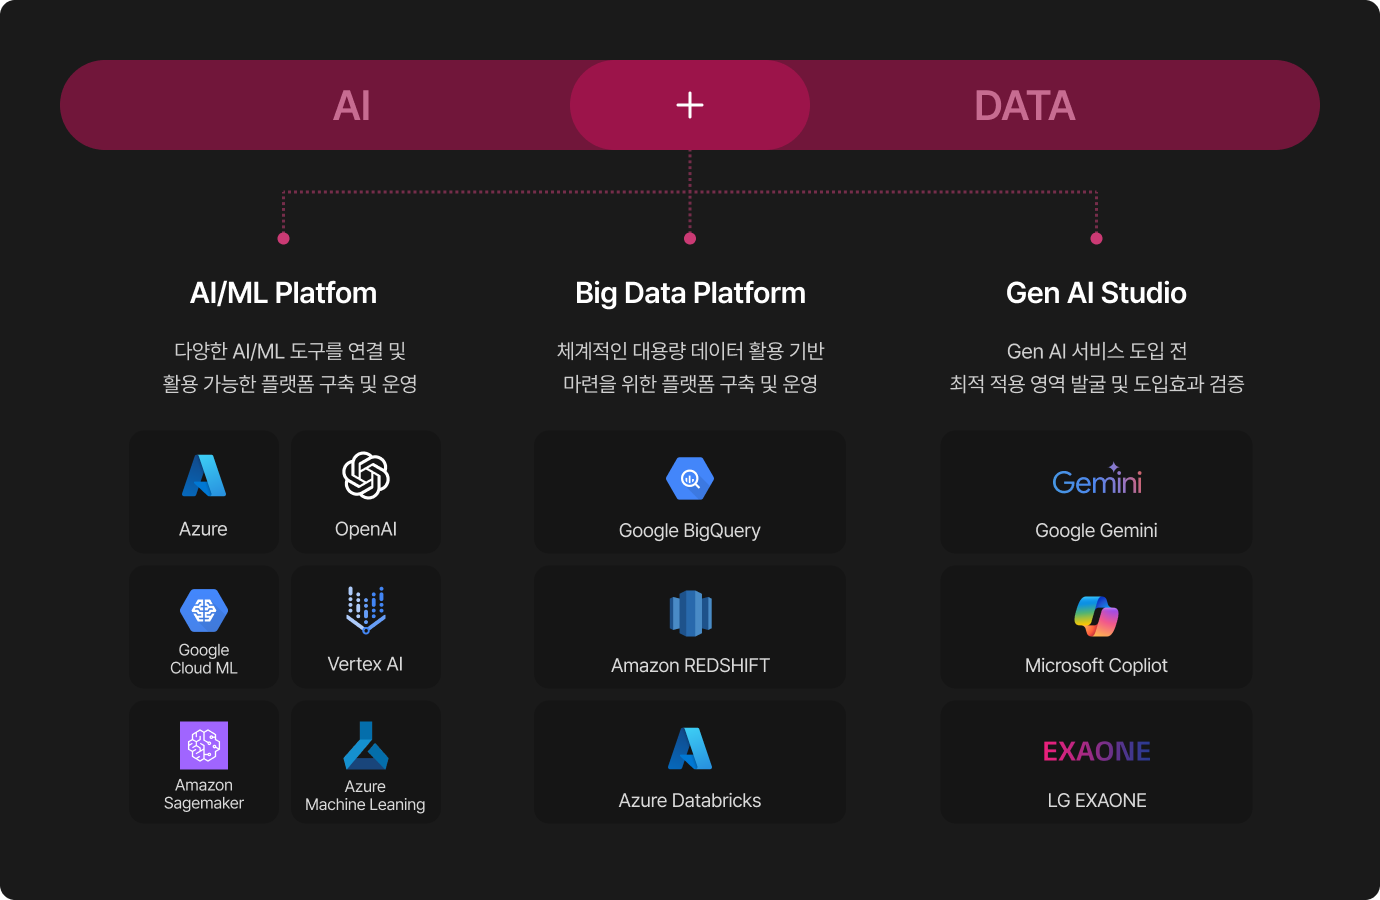 AI
+
DATA
AI/ML Platfom
다양한 AI/ML 도구를 연결 및
활용 가능한 플랫폼 구축 및 운영
Azure
OpenAI
Google
Cloud ML
Vertex AI
Amazon
Sagemaker
Azure
Machine Leaning
Big Data Platform
체계적인 대용량 데이터 활용 기반
마련을 위한 플랫폼 구축 및 운영
Google BigQuery
Amazon REDSHIFT
Azure Databricks
Gen AI Studio
Gen AI 서비스 도입 전
최적 적용 영역 발굴 및 도입효과 검증
Gemini
Google Gemini
Microsoft Copliot
EXAONE
LG EXAONE